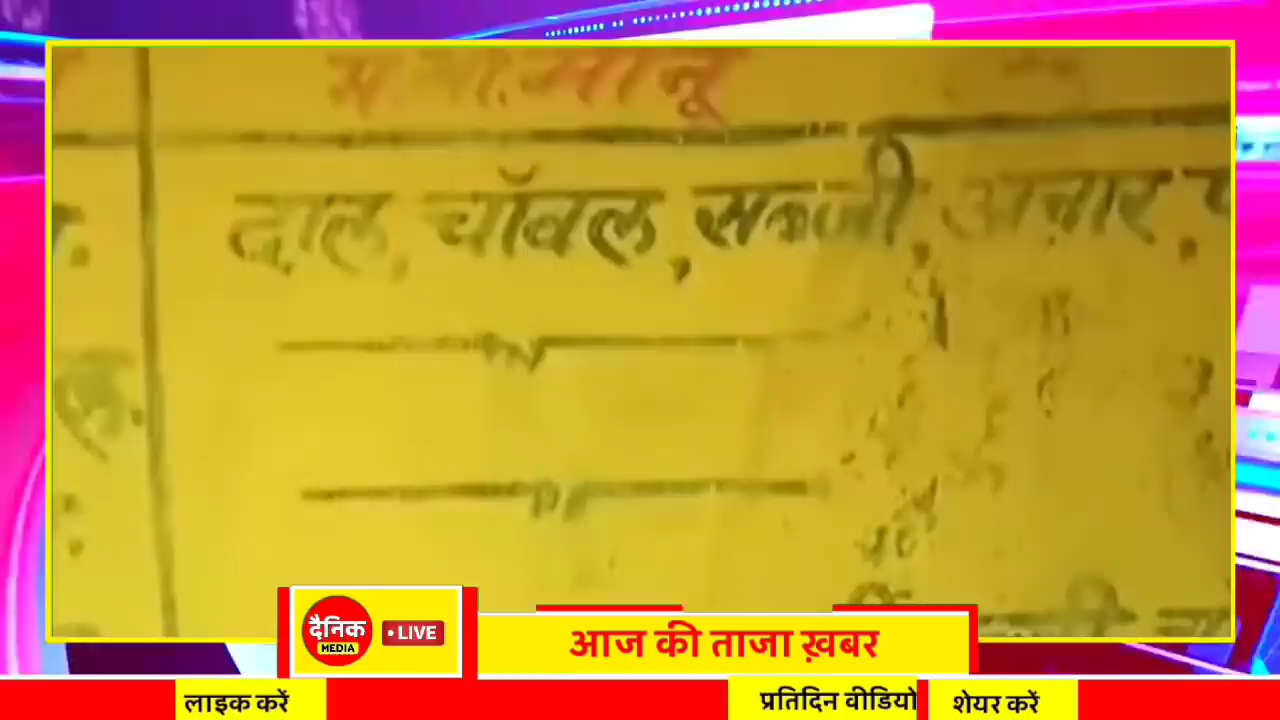 दाल, चॉवल, सब्जी, अचार,
दैनिक
MEDIA
LIVE
आज की ताजा ख़बर
लाइक करें
प्रतिदिन वीडियो
शेयर करें